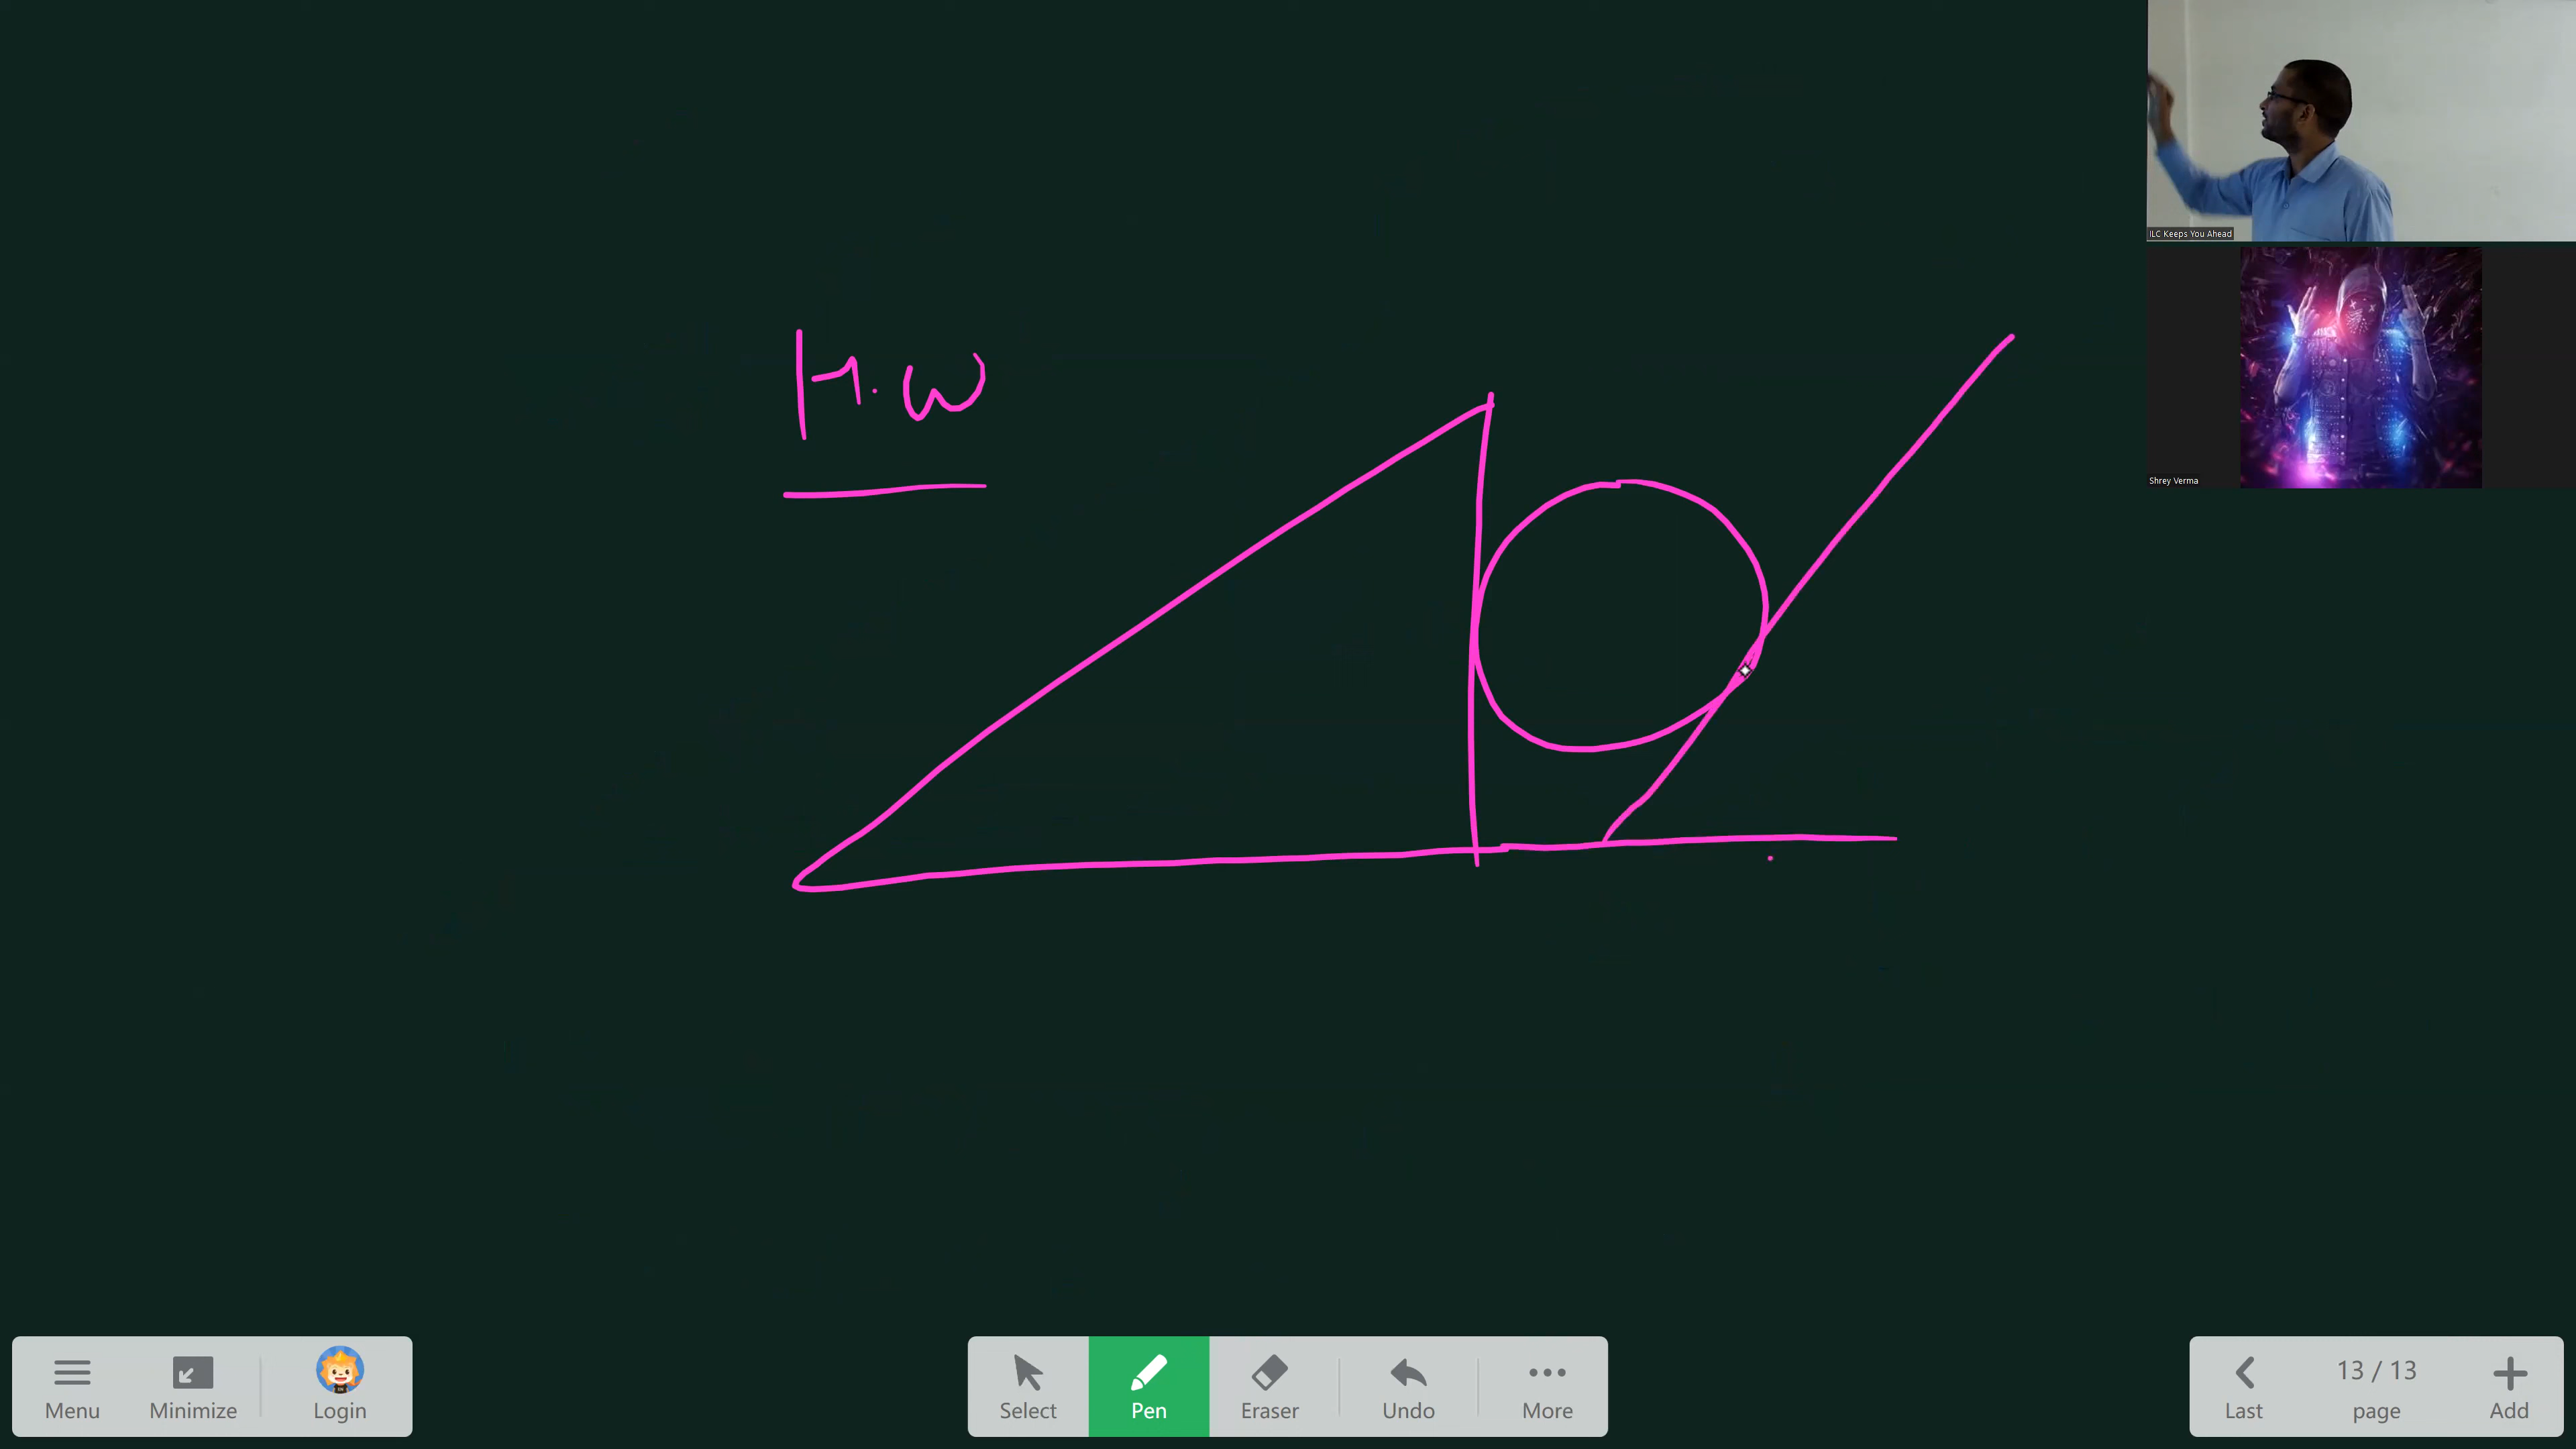 H.W
ILC Keeps You Ahead
Shrey Verma
Menu
Minimize
Login
Select
Pen
Eraser
Undo
More
Last
13 / 13
page
Add